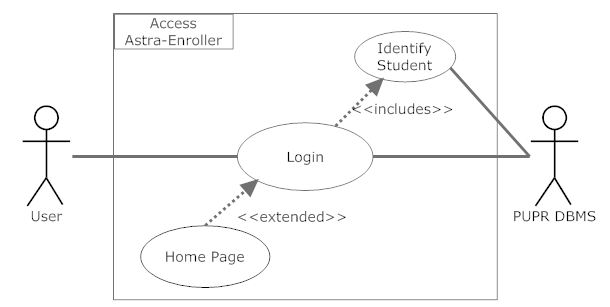 Access
Astra-Enroller
Identify
Student
<<includes>>
Login
User
PUPR DBMS
<<extended>>
Home Page